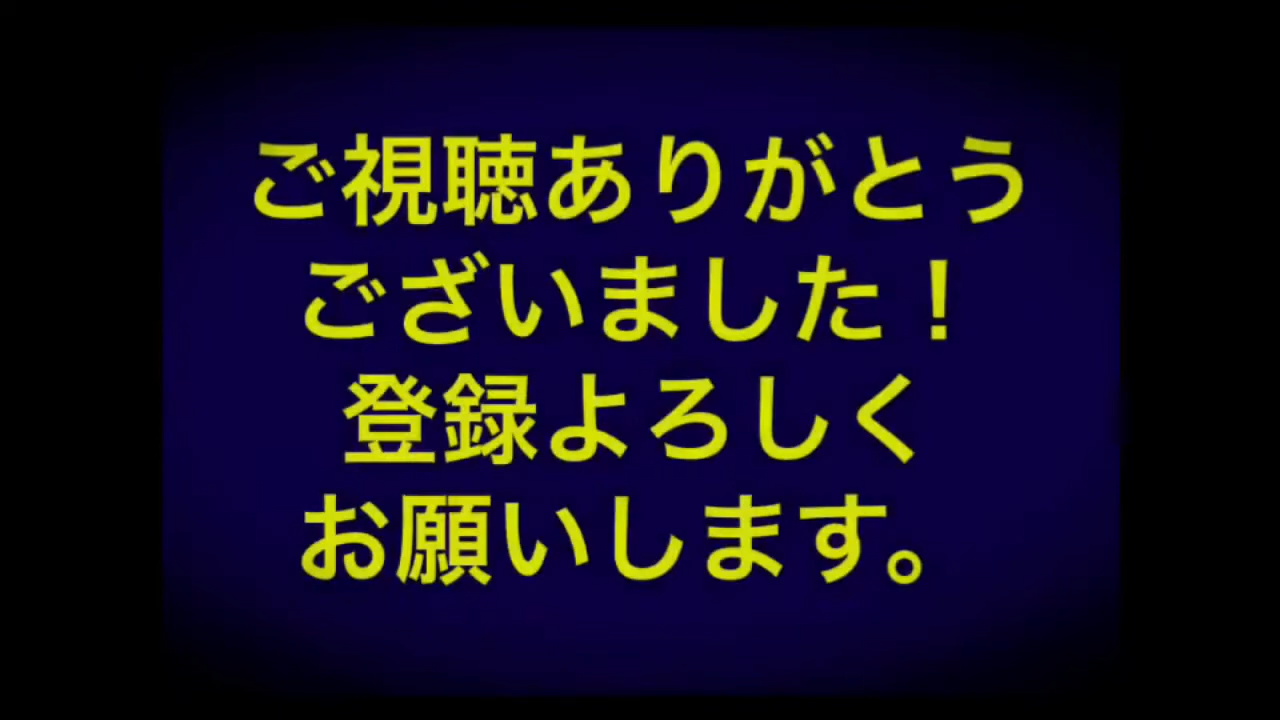 ご視聴ありがとう
ございました！
登録よろしく
お願いします。